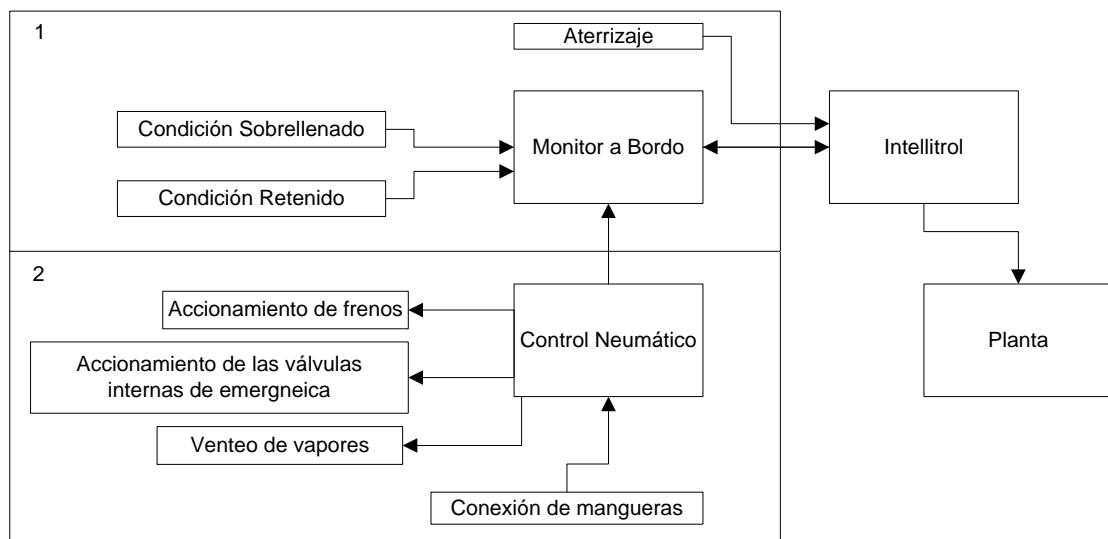 1
Aterrizaje
Condición Sobrellenado
Monitor a Bordo
Intellitrol
Condición Retenido
2
Accionamiento de frenos
Control Neumático
Planta
Accionamiento de las válvulas
internas de emergneica
Venteo de vapores
Conexión de mangueras